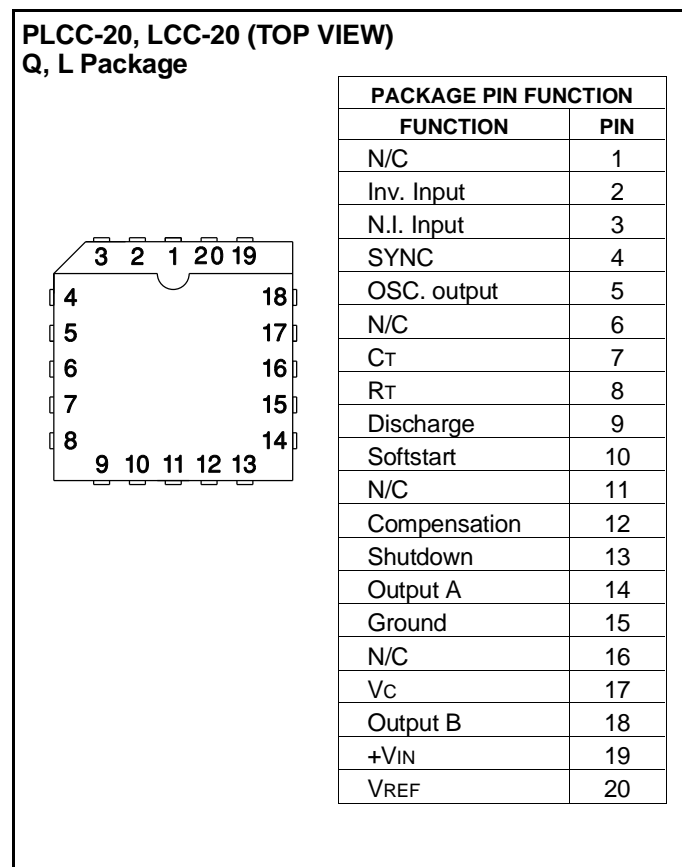 PLCC-20, LCC-20 (TOP VIEW)
Q, L Package
3 2 1 20 19
4 18
5 17
6 16
7 15
8 14
9 10 11 12 13
PACKAGE PIN FUNCTION
FUNCTION PIN
N/C 1
Inv. Input 2
N.I. Input 3
SYNC 4
OSC. output 5
N/C 6
CT 7
RT 8
Discharge 9
Softstart 10
N/C 11
Compensation 12
Shutdown 13
Output A 14
Ground 15
N/C 16
VC 17
Output B 18
+VIN 19
VREF 20